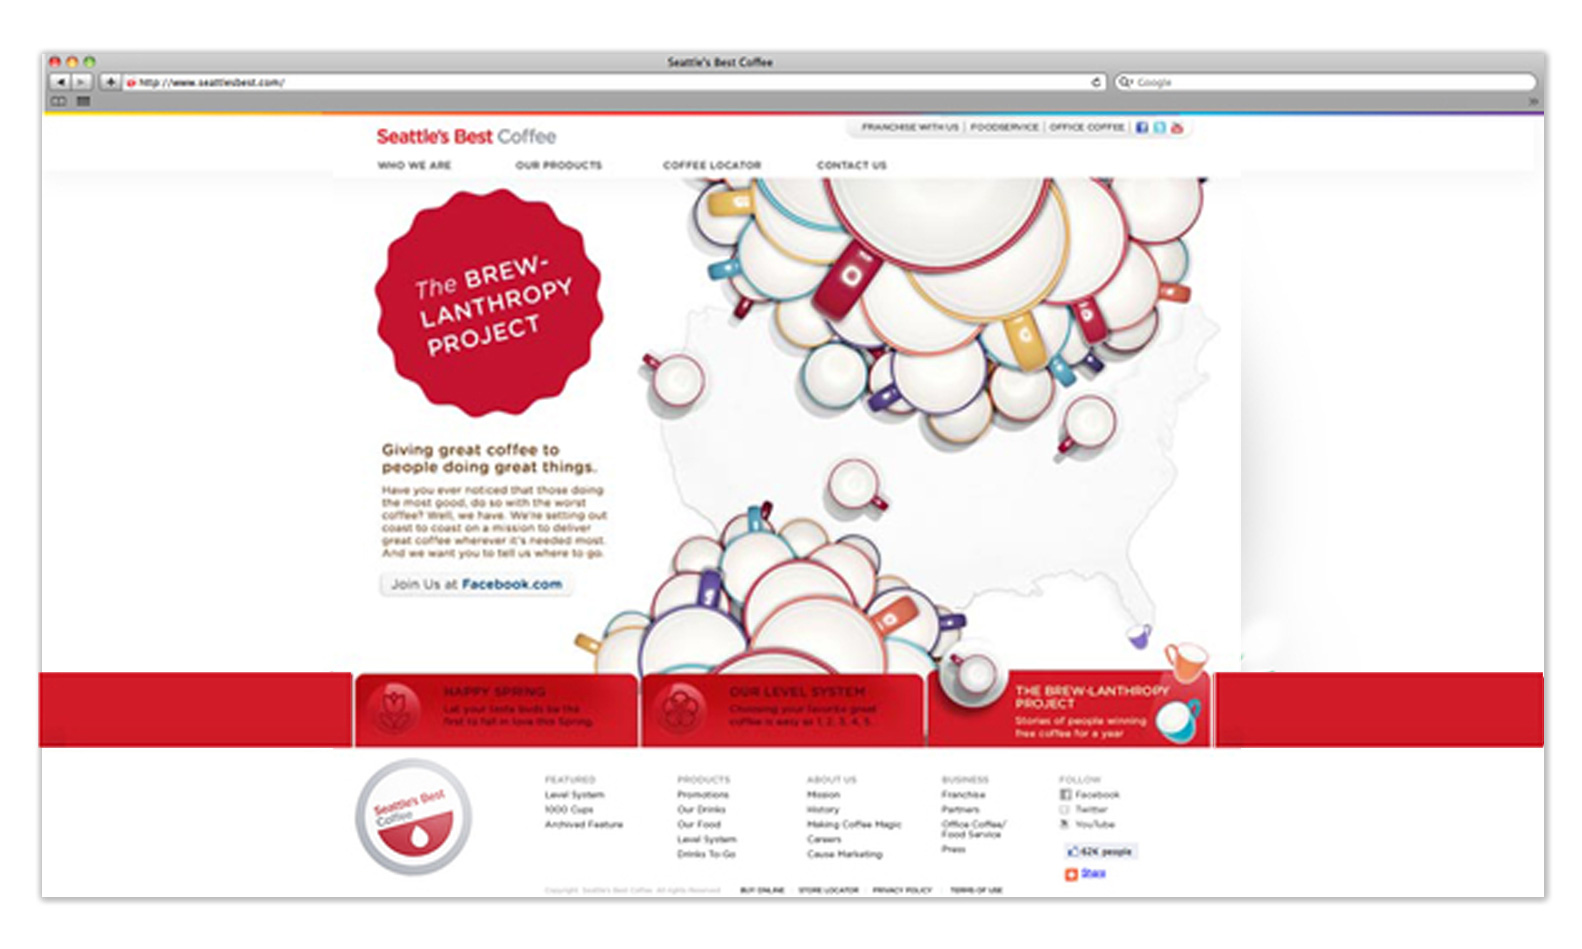 Seattle's Best Coffee
http://www.seattlesbest.com/
Google
Seattle's Best Coffee
FRANCHISE WITH US | FOODSERVICE | OFFICE COFFEE |
WHO WE ARE OUR PRODUCTS COFFEE LOCATOR CONTACT US
The BREW-
LANTHROPY
PROJECT
Giving great coffee to
people doing great things.
Have you ever noticed that those doing
the most good, do so with the worst
coffee? Well, we have. We're setting out
coast to coast on a mission to deliver
great coffee wherever it's needed most.
And we want you to tell us where to go.
Join Us at Facebook.com
HAPPY SPRING
Let your taste buds be the
first to fall in love this Spring.
OUR LEVEL SYSTEM
Choosing your favorite great
coffee is easy as 1, 2, 3, 4, 5.
THE BREW-LANTHROPY
PROJECT
Stories of people winning
free coffee for a year
Seattle's Best
Coffee
FEATURED
Level System
1000 Cups
Archived Feature
PRODUCTS
Promotions
Our Drinks
Our Food
Level System
Drinks To-Go
ABOUT US
Mission
History
Making Coffee Magic
Careers
Cause Marketing
BUSINESS
Franchise
Partners
Office Coffee/
Food Service
Press
FOLLOW
Facebook
Twitter
YouTube
62K people
Share
Copyright Seattle's Best Coffee. All rights Reserved BUY ONLINE | STORE LOCATOR | PRIVACY POLICY | TERMS OF USE